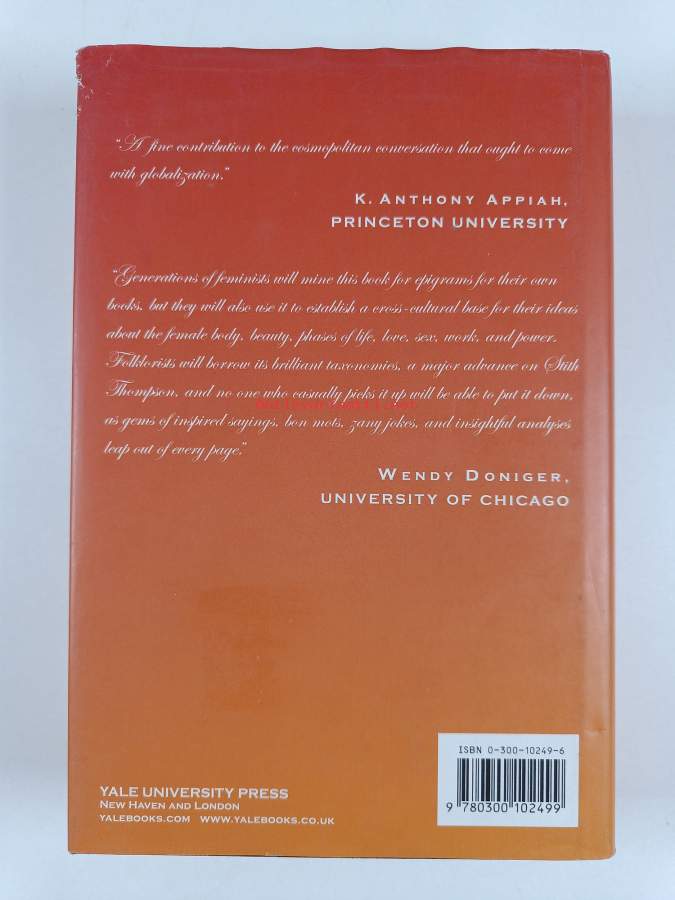 "A fine contribution to the cosmopolitan conversation that ought to come
with globalization."
K. ANTHONY APPIAH,
PRINCETON UNIVERSITY
"Generations of feminists will mine this book for epigrams for their own
books, but they will also use it to establish a cross-cultural base for their ideas
about the female body, beauty, phases of life, love, sex, work, and power.
Folklorists will borrow its brilliant taxonomies, a major advance on Stith
Thompson, and no one who casually picks it up will be able to put it down,
as gems of inspired sayings, bon mots, zany jokes, and insightful analyses
leap out of every page."
WENDY DONIGER,
UNIVERSITY OF CHICAGO
ISBN 0-300-10249-6
9 780300 102499
YALE UNIVERSITY PRESS
NEW HAVEN AND LONDON
YALEBOOKS.COM WWW.YALEBOOKS.CO.UK